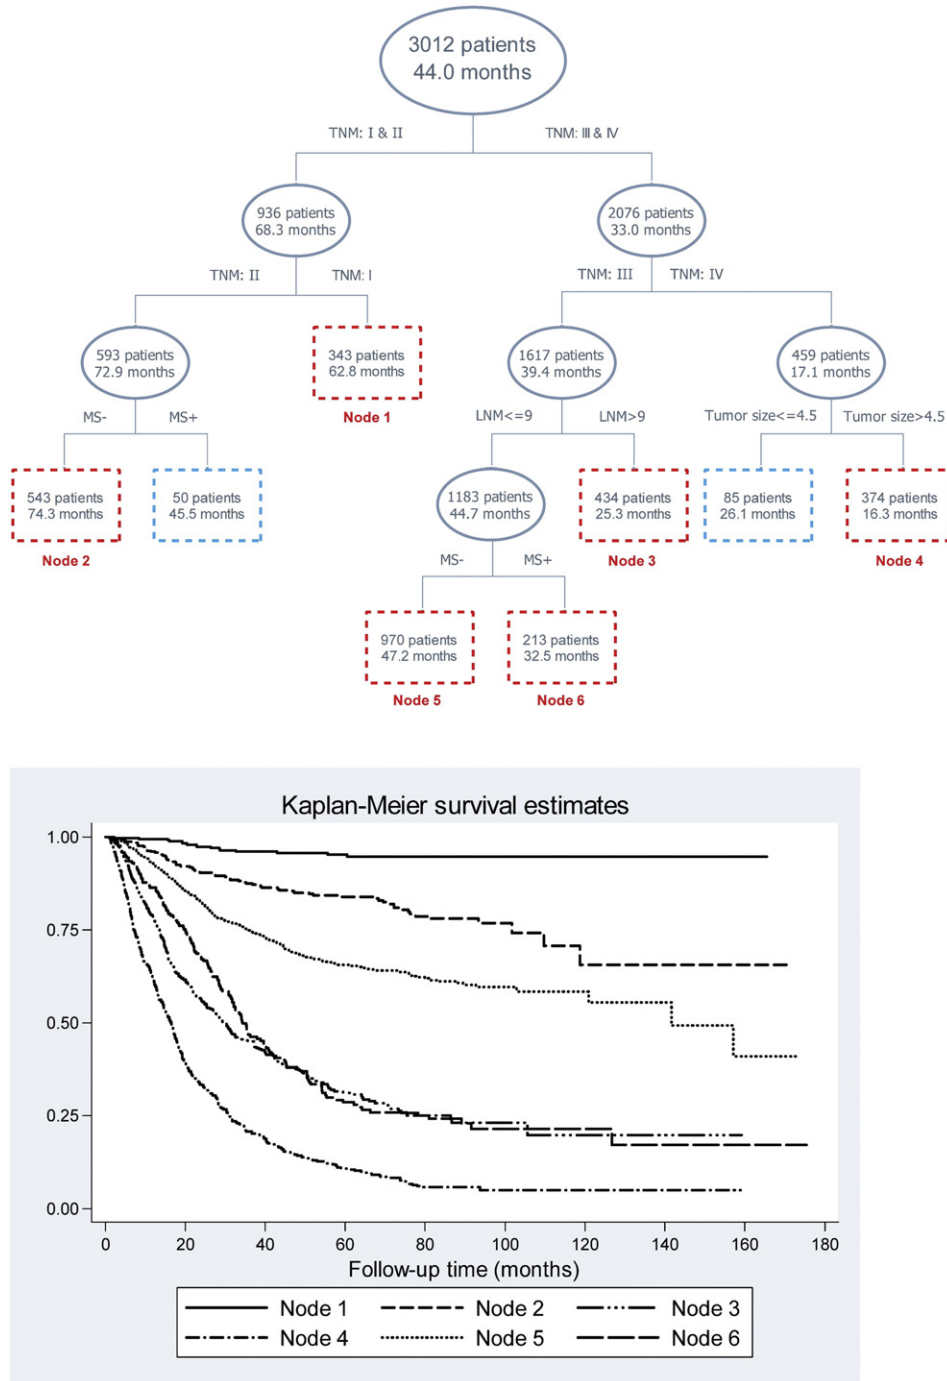 3012 patients
44.0 months
TNM: I & II
TNM: III & IV
936 patients
68.3 months
2076 patients
33.0 months
TNM: II
TNM: I
TNM: III
TNM: IV
593 patients
72.9 months
343 patients
62.8 months
Node 1
1617 patients
39.4 months
459 patients
17.1 months
MS-
MS+
LNM<=9
LNM>9
Tumor size<=4.5
Tumor size>4.5
543 patients
74.3 months
Node 2
50 patients
45.5 months
1183 patients
44.7 months
434 patients
25.3 months
Node 3
85 patients
26.1 months
374 patients
16.3 months
Node 4
MS-
MS+
970 patients
47.2 months
Node 5
213 patients
32.5 months
Node 6
Kaplan-Meier survival estimates
1.00
0.75
0.50
0.25
0.00
0 20 40 60 80 100 120 140 160 180
Follow-up time (months)
Node 1 Node 2 Node 3
Node 4 Node 5 Node 6